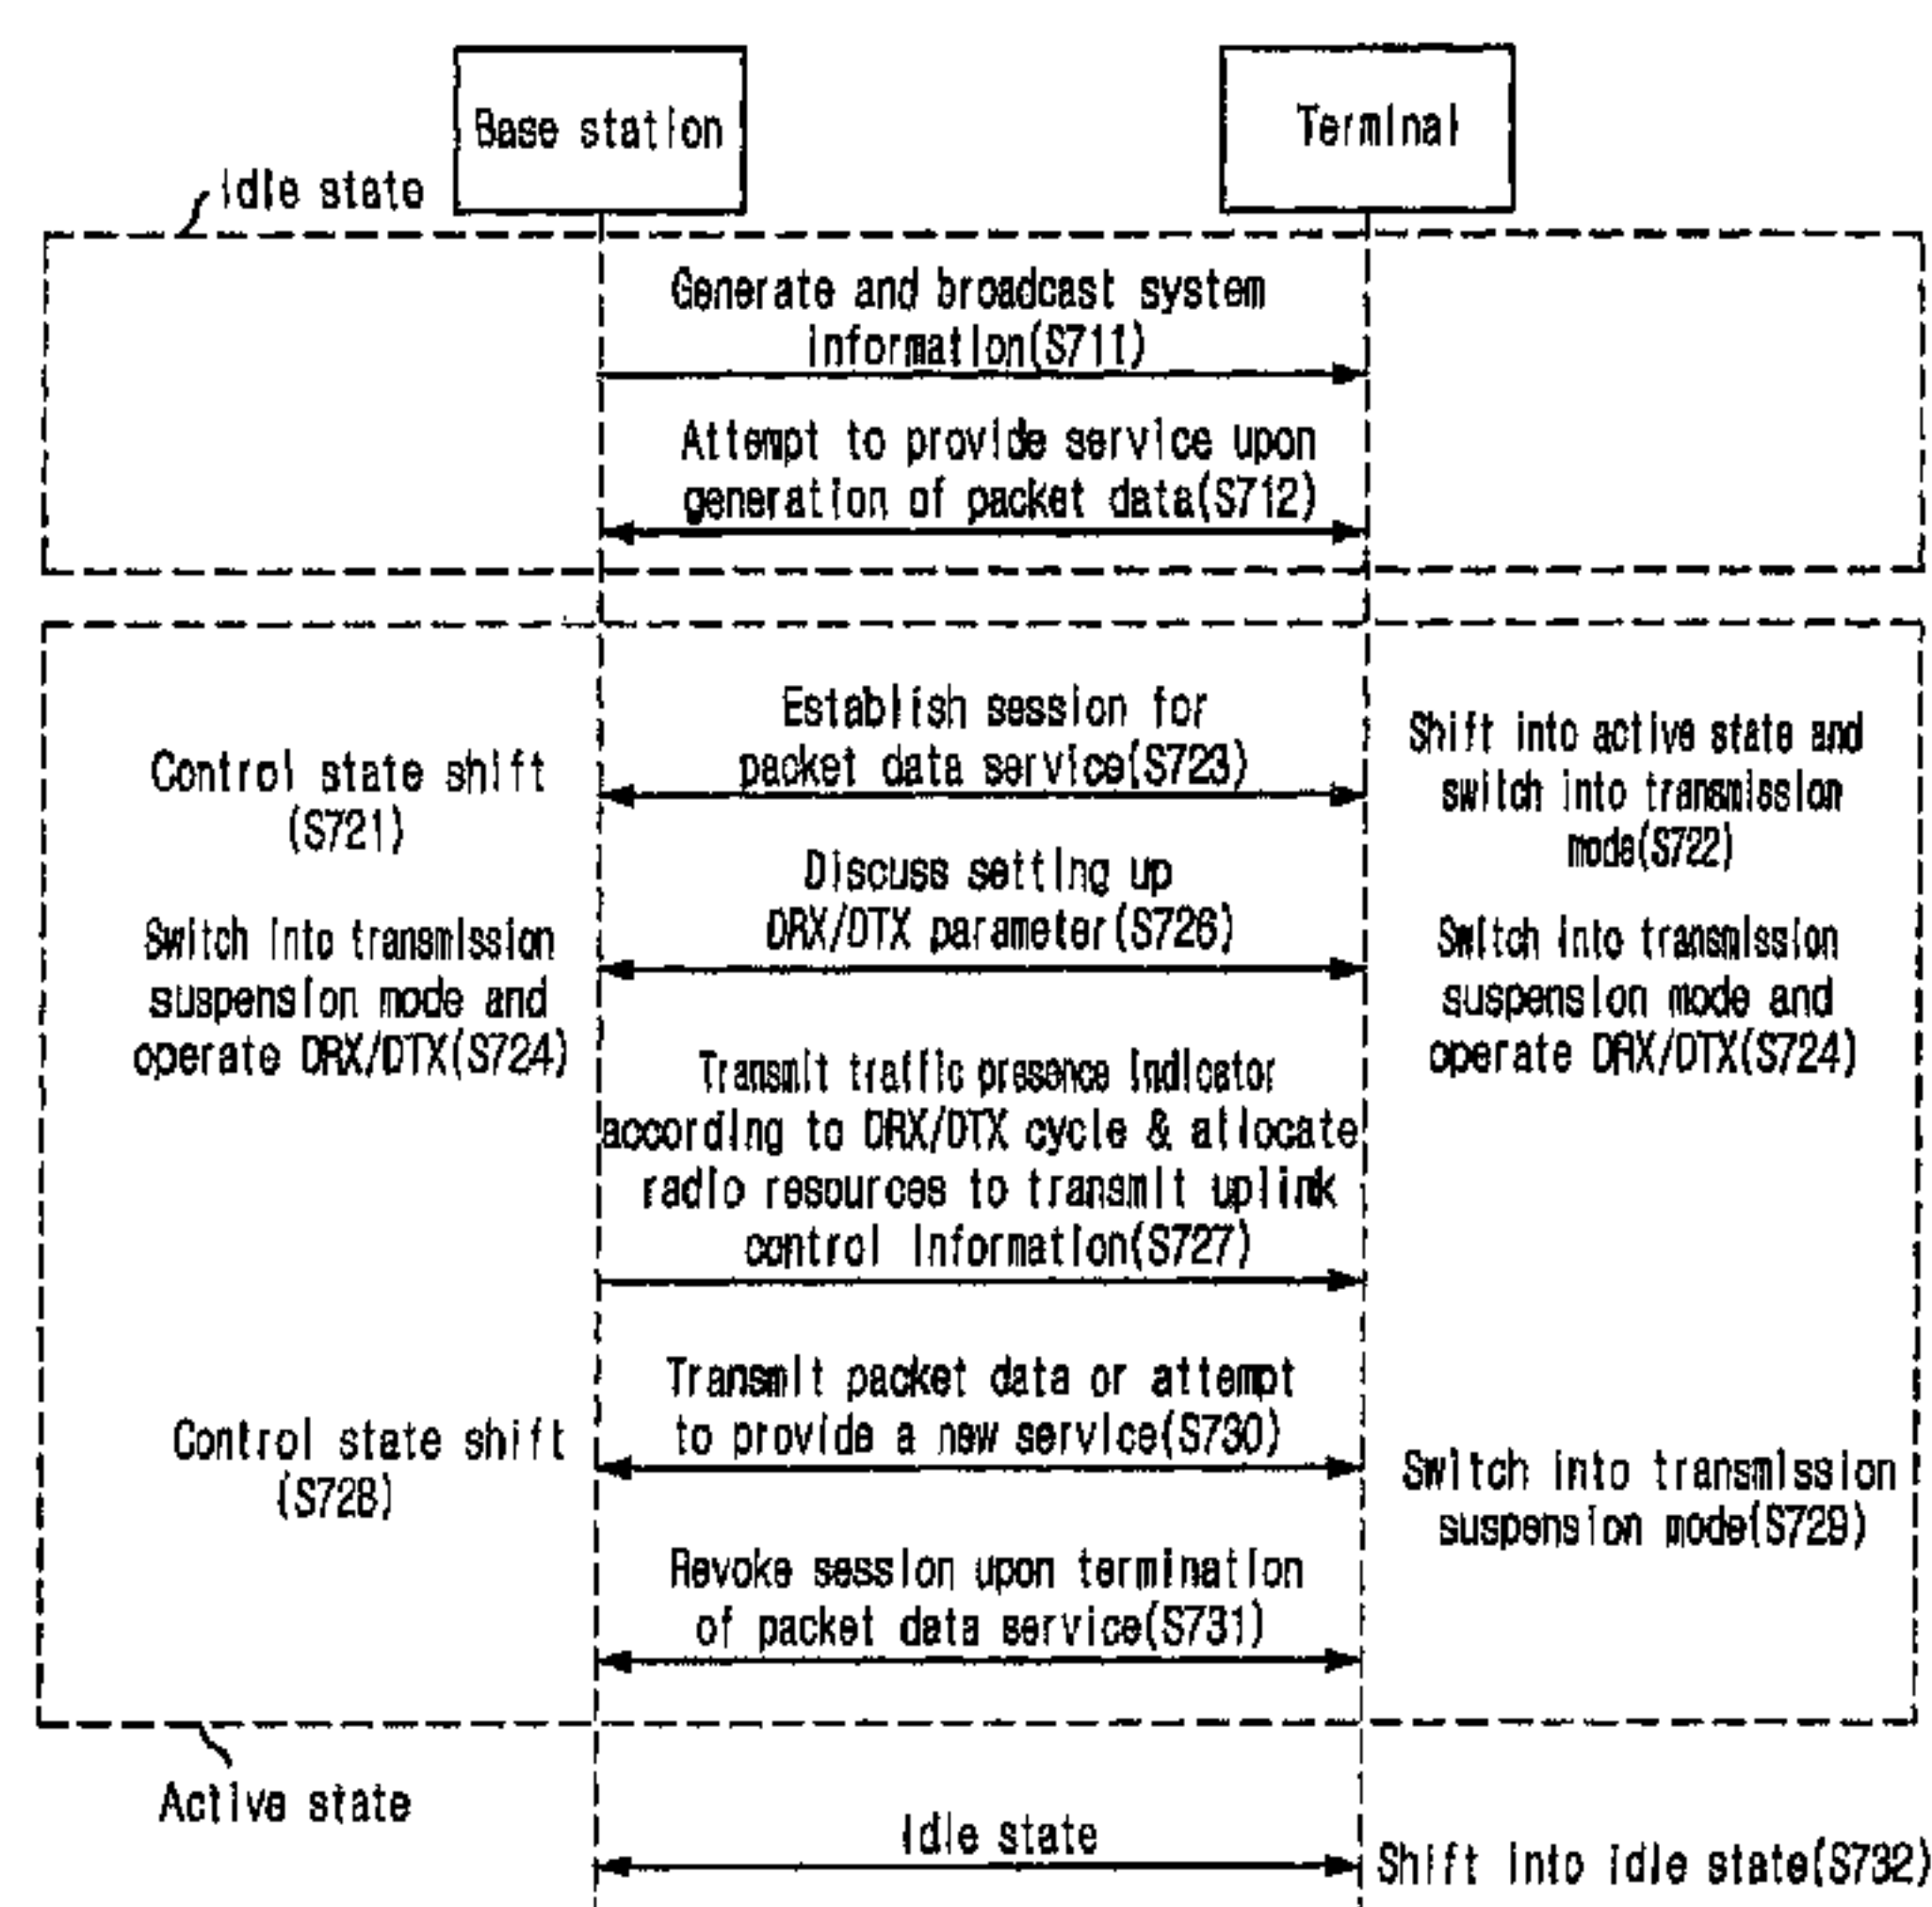 Base station
Terminal
Idle state
Generate and broadcast system
information(S711)
Attempt to provide service upon
generation of packet data(S712)
Establish session for
packet data service(S723)
Control state shift
(S721)
Shift into active state and
switch into transmission
mode(S722)
Discuss setting up
DRX/DTX parameter(S726)
Switch into transmission
suspension mode and
operate DRX/DTX(S724)
Switch into transmission
suspension mode and
operate DRX/DTX(S724)
Transmit traffic presence indicator
according to DRX/DTX cycle & allocate
radio resources to transmit uplink
control information(S727)
Transmit packet data or attempt
to provide a new service(S730)
Control state shift
(S728)
Switch into transmission
suspension mode(S729)
Revoke session upon termination
of packet data service(S731)
Active state
Idle state
Shift into idle state(S732)